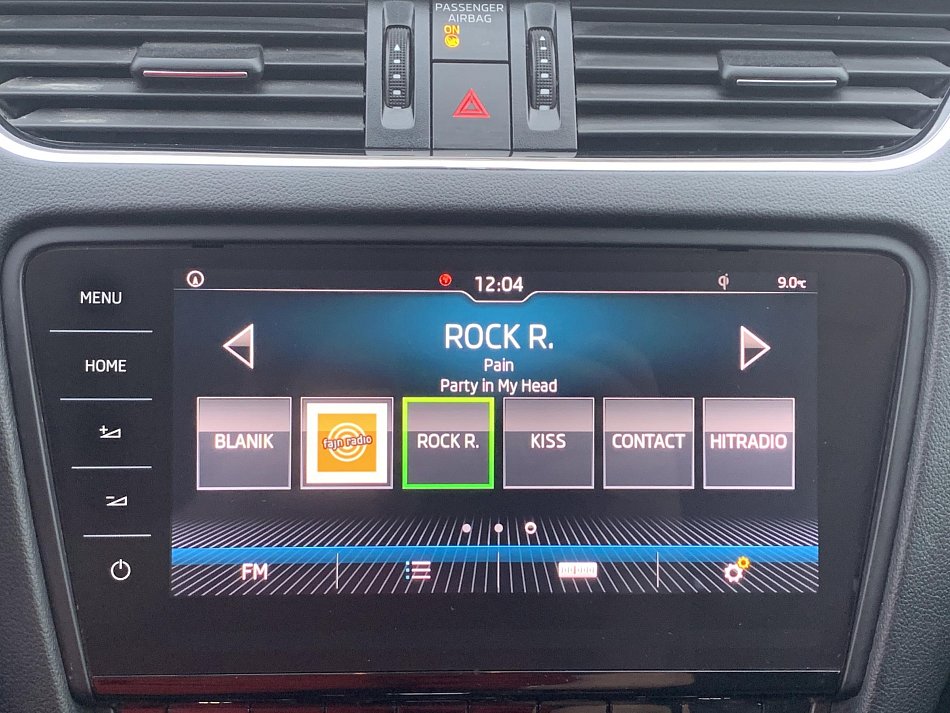 PASSENGER
AIRBAG
ON
MENU
HOME
12:04
9.0°C
ROCK R.
Pain
Party in My Head
BLANIK
fajn radio
ROCK R.
KISS
CONTACT
HITRADIO
FM